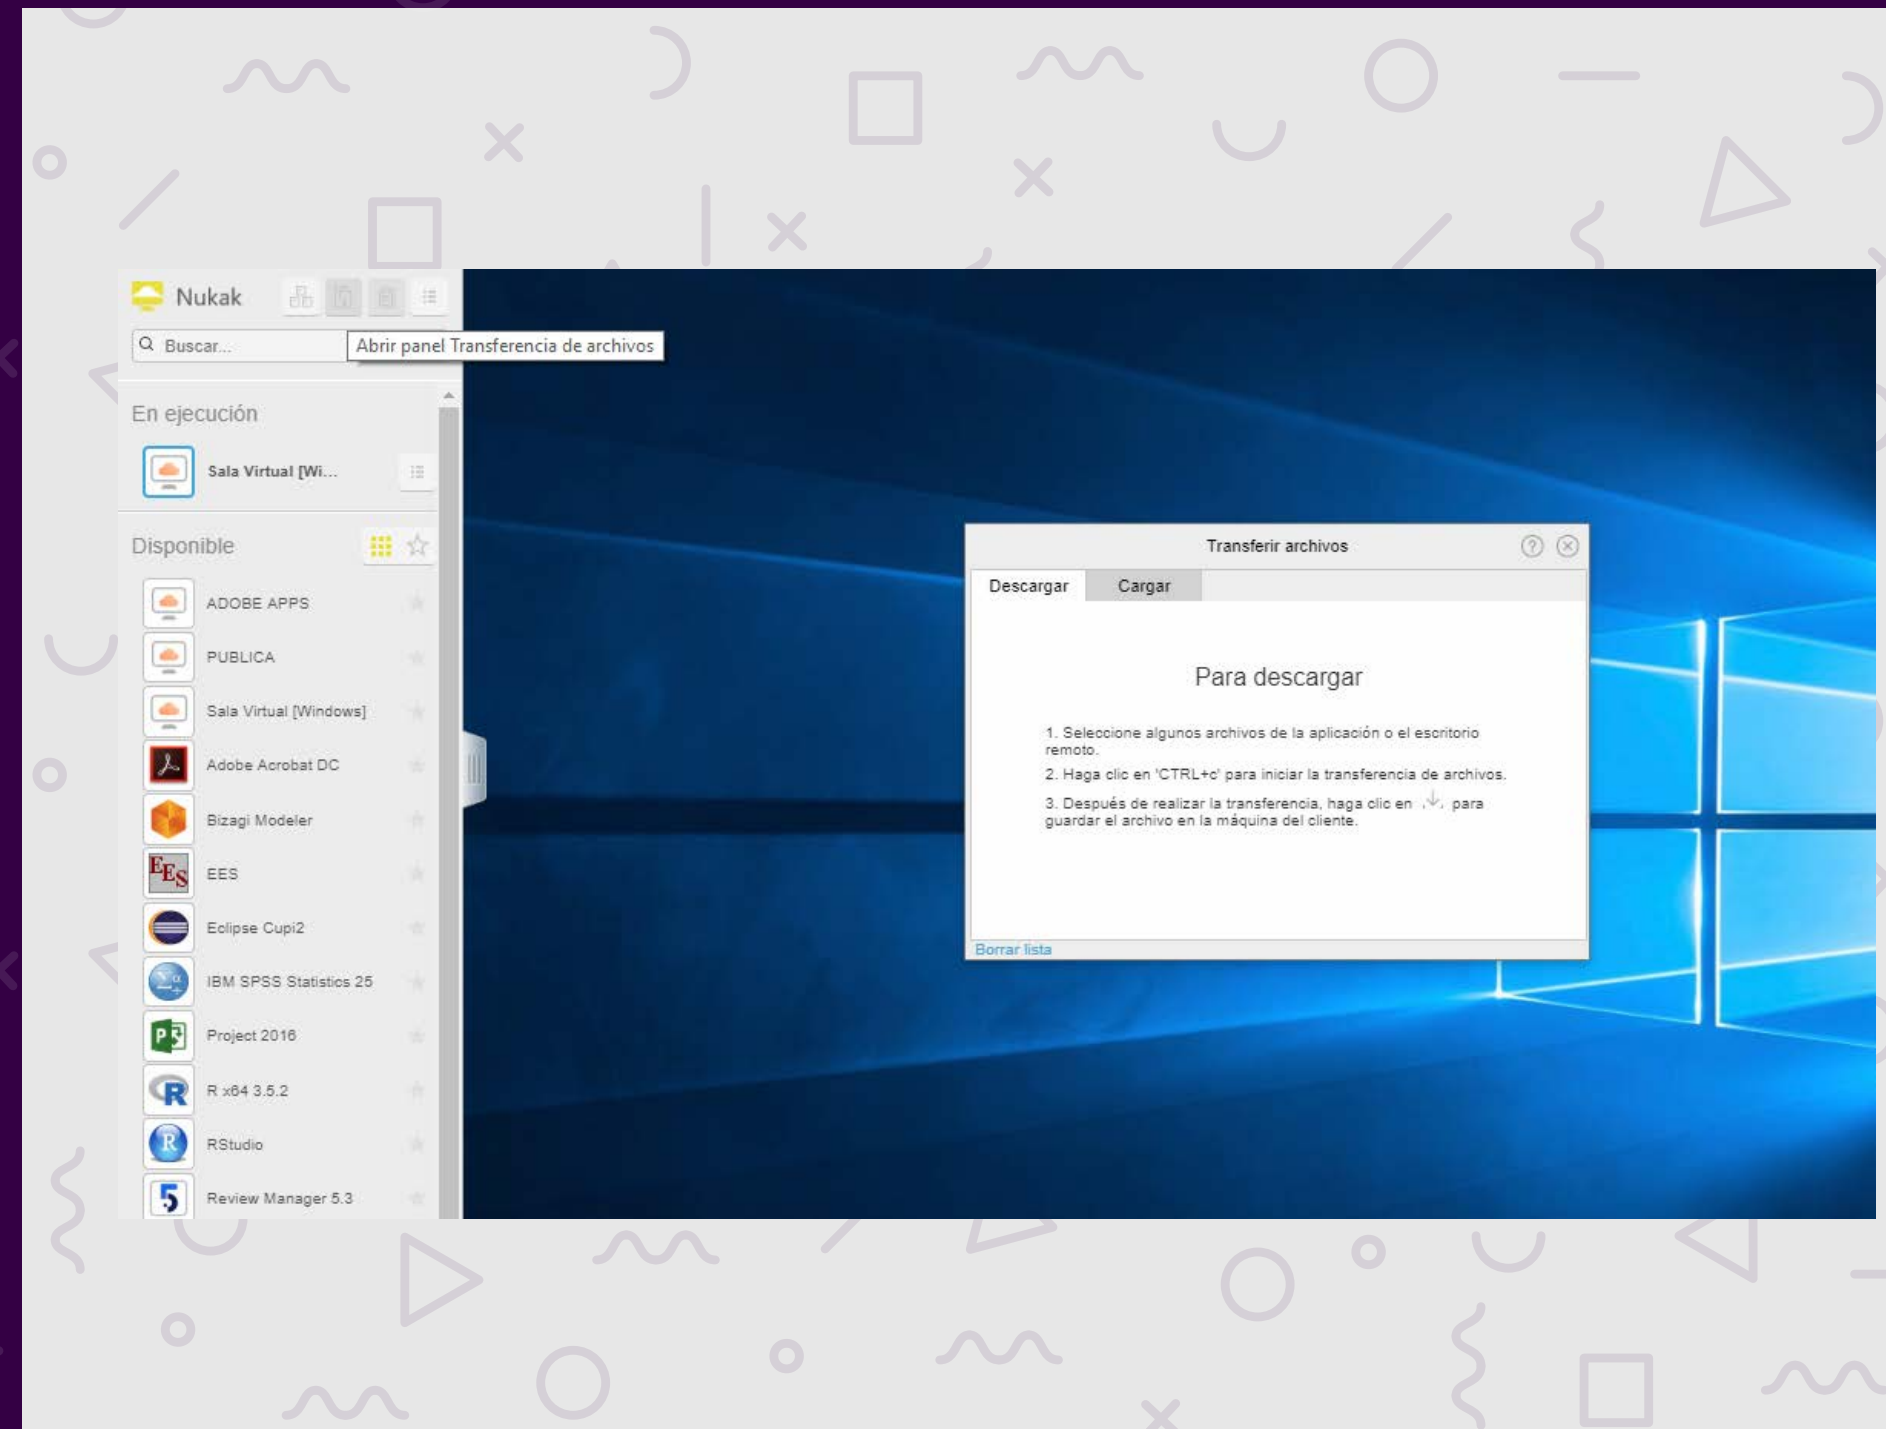 Nukak
Buscar...
Abrir panel Transferencia de archivos
En ejecución
Sala Virtual [Wi...
Disponible
ADOBE APPS
PUBLICA
Sala Virtual [Windows]
Adobe Acrobat DC
Bizagi Modeler
EES
EES
Eclipse Cupi2
IBM SPSS Statistics 25
Project 2016
R x64 3.5.2
RStudio
Review Manager 5.3
Transferir archivos
Descargar
Cargar
Para descargar
1. Seleccione algunos archivos de la aplicación o el escritorio
remoto.
2. Haga clic en 'CTRL+c' para iniciar la transferencia de archivos.
3. Después de realizar la transferencia, haga clic en para
guardar el archivo en la máquina del cliente.
Borrar lista